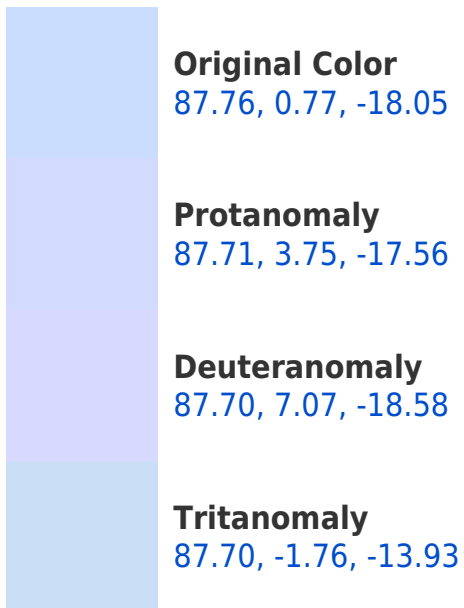 Original Color
87.76, 0.77, -18.05
Protanomaly
87.71, 3.75, -17.56
Deuteranomaly
87.70, 7.07, -18.58
Tritanomaly
87.70, -1.76, -13.93